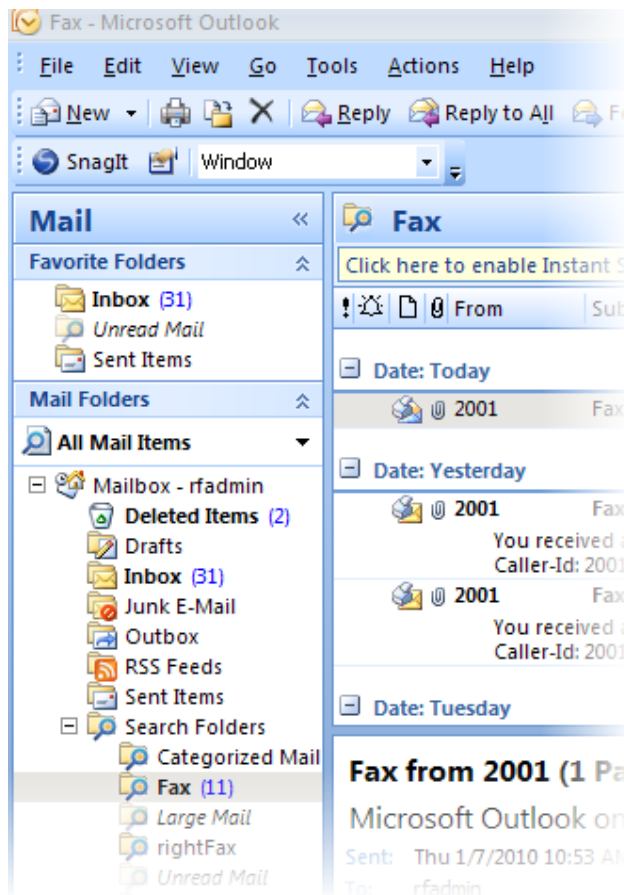 Fax - Microsoft Outlook
File Edit View Go Tools Actions Help
New Reply Reply to All
SnagIt Window
Mail «
Favorite Folders
Inbox (31)
Unread Mail
Sent Items
Mail Folders
All Mail Items
Mailbox - rfadmin
Deleted Items (2)
Drafts
Inbox (31)
Junk E-Mail
Outbox
RSS Feeds
Sent Items
Search Folders
Categorized Mail
Fax (11)
Large Mail
rightFax
Unread Mail
Fax
Click here to enable Instant S
From Sub
Date: Today
2001 Fax
Date: Yesterday
2001 Fax
You received a
Caller-Id: 2001
2001 Fax
You received a
Caller-Id: 2001
Date: Tuesday
Fax from 2001 (1 Pa
Microsoft Outlook on
Sent: Thu 1/7/2010 10:53 AM
To: rfadmin